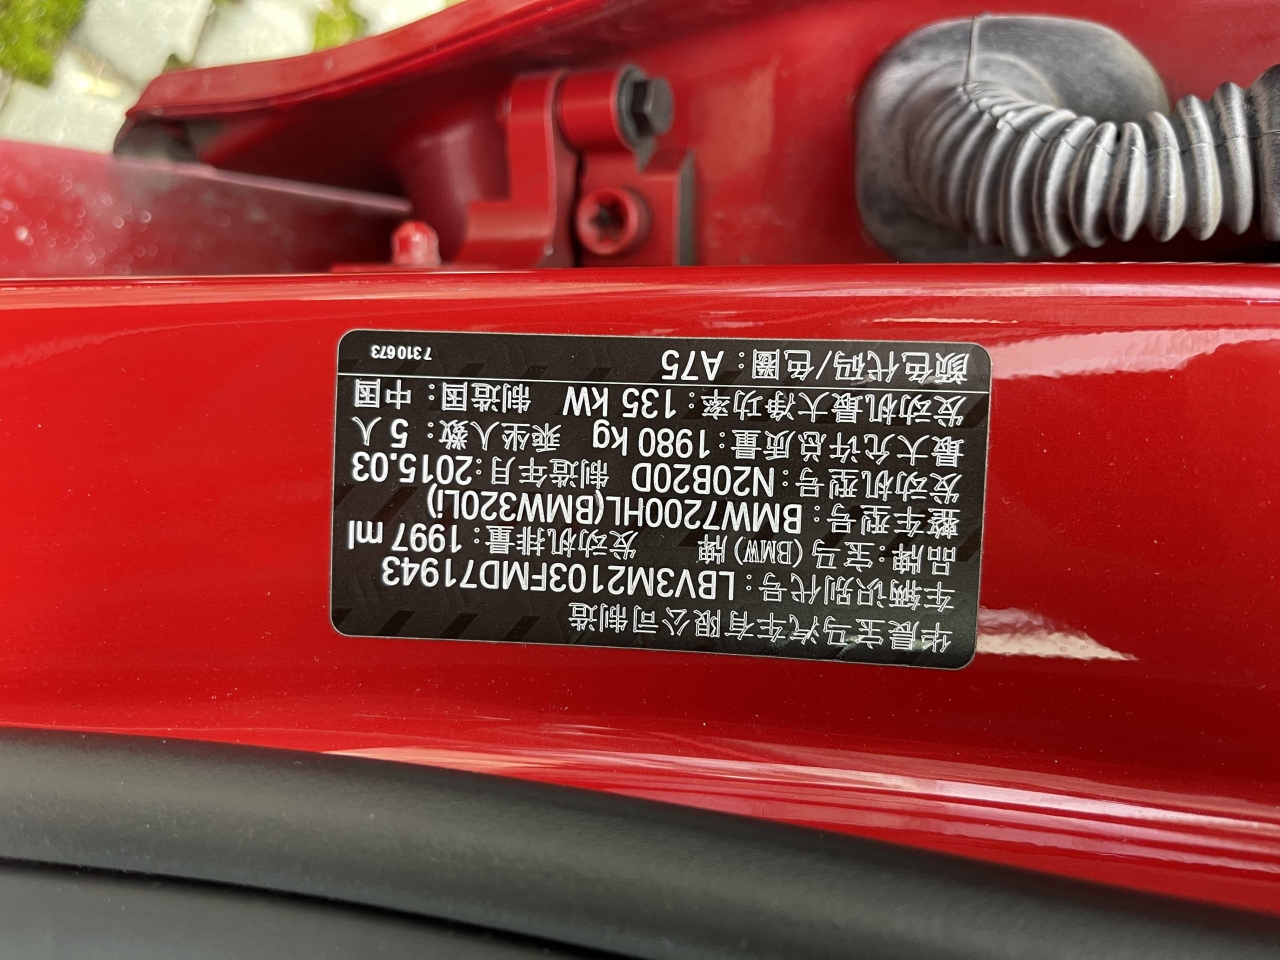 华晨宝马汽车有限公司制造
车辆识别代号：LBV3M2103FMD71943
品牌：宝马(BMW)牌 发动机排量：1997 ml
整车型号：BMW7200HL(BMW320Li)
发动机型号：N20B20D 制造年月：2015.03
最大允许总质量：1980 kg 乘坐人数：5 人
发动机最大净功率：135 kW 制造国：中国
颜色代码/色圈：A75 7310673